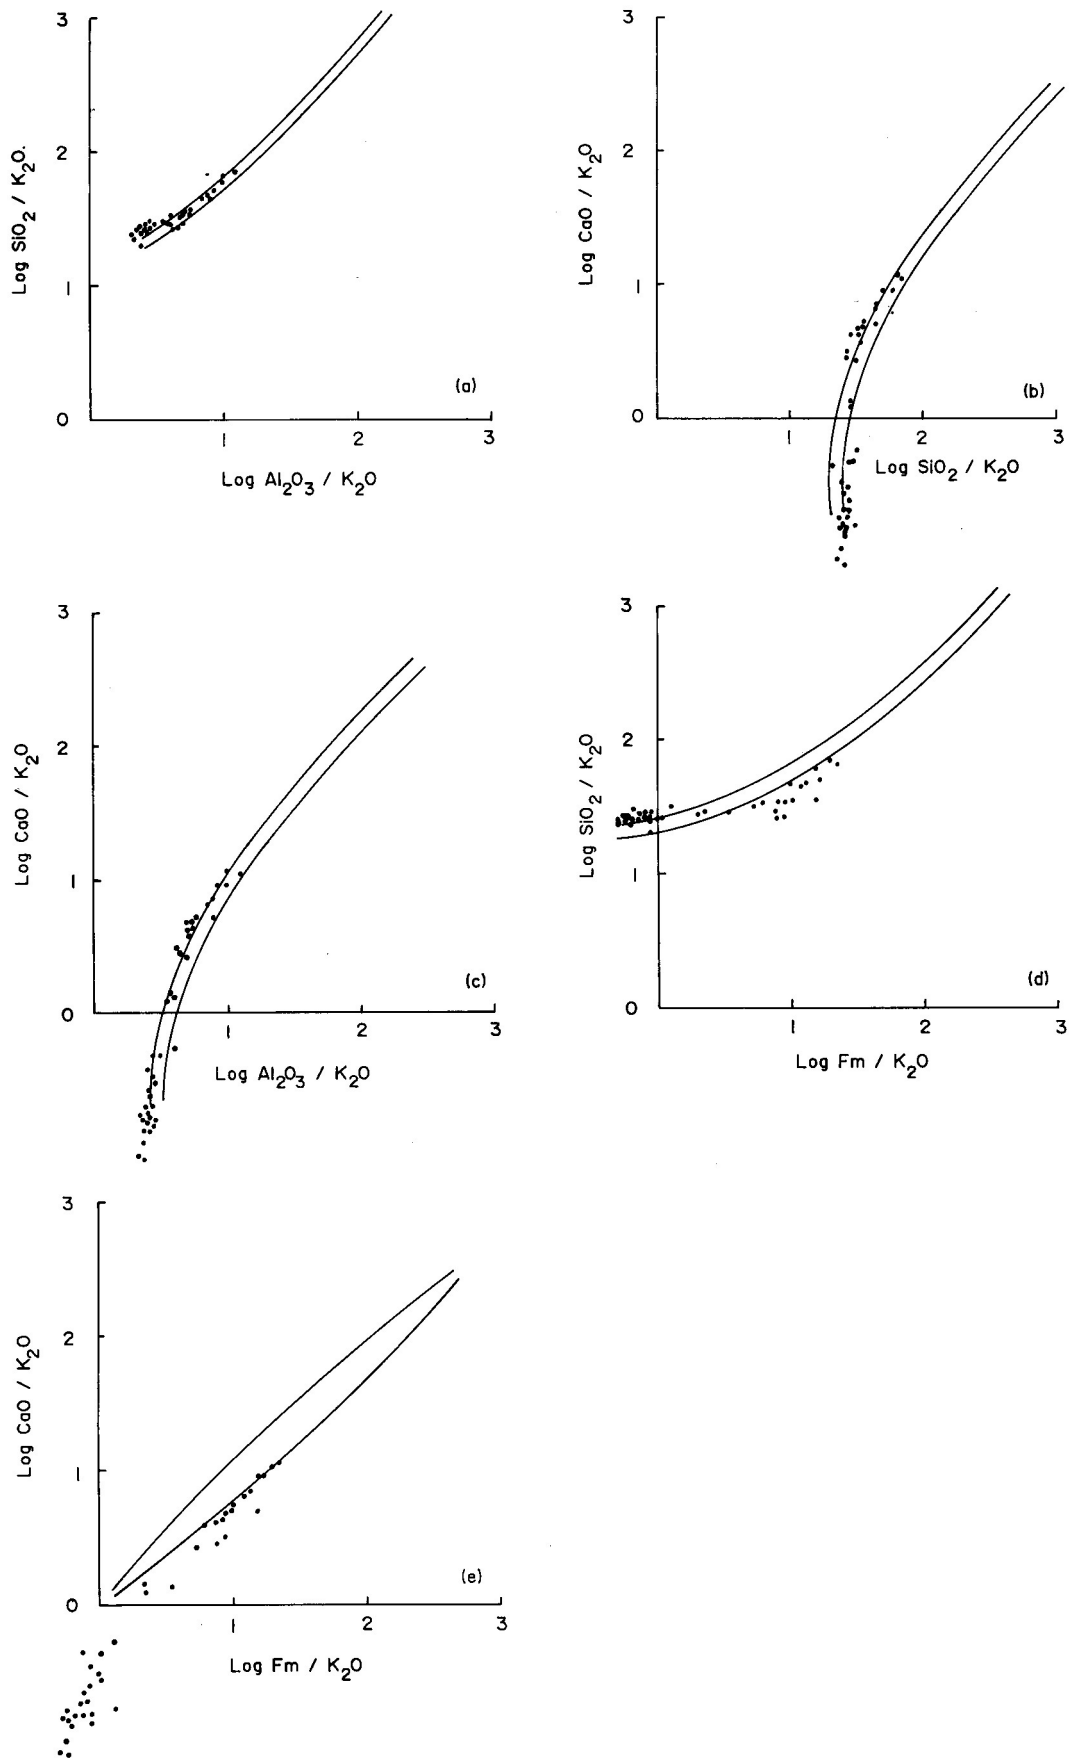 3
2
1
0
Log SiO2 / K2O.
(a)
1 2 3
Log Al2O3 / K2O
3
2
1
0
Log CaO / K2O
(b)
1 2 3
Log SiO2 / K2O
3
2
1
0
Log CaO / K2O
(c)
1 2 3
Log Al2O3 / K2O
3
2
1
0
Log SiO2 / K2O
(d)
1 2 3
Log Fm / K2O
3
2
1
0
Log CaO / K2O
(e)
1 2 3
Log Fm / K2O